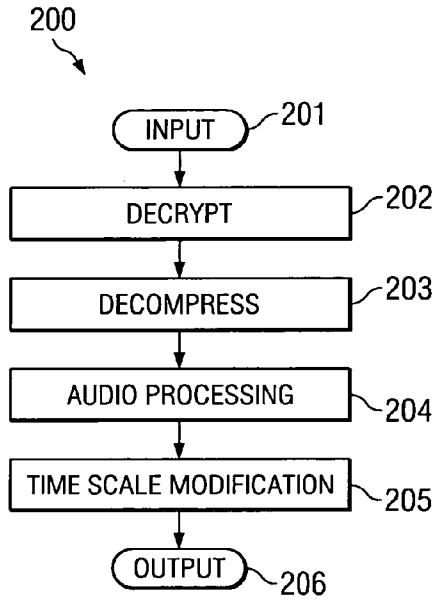 200
INPUT 201
DECRYPT 202
DECOMPRESS 203
AUDIO PROCESSING 204
TIME SCALE MODIFICATION 205
OUTPUT 206